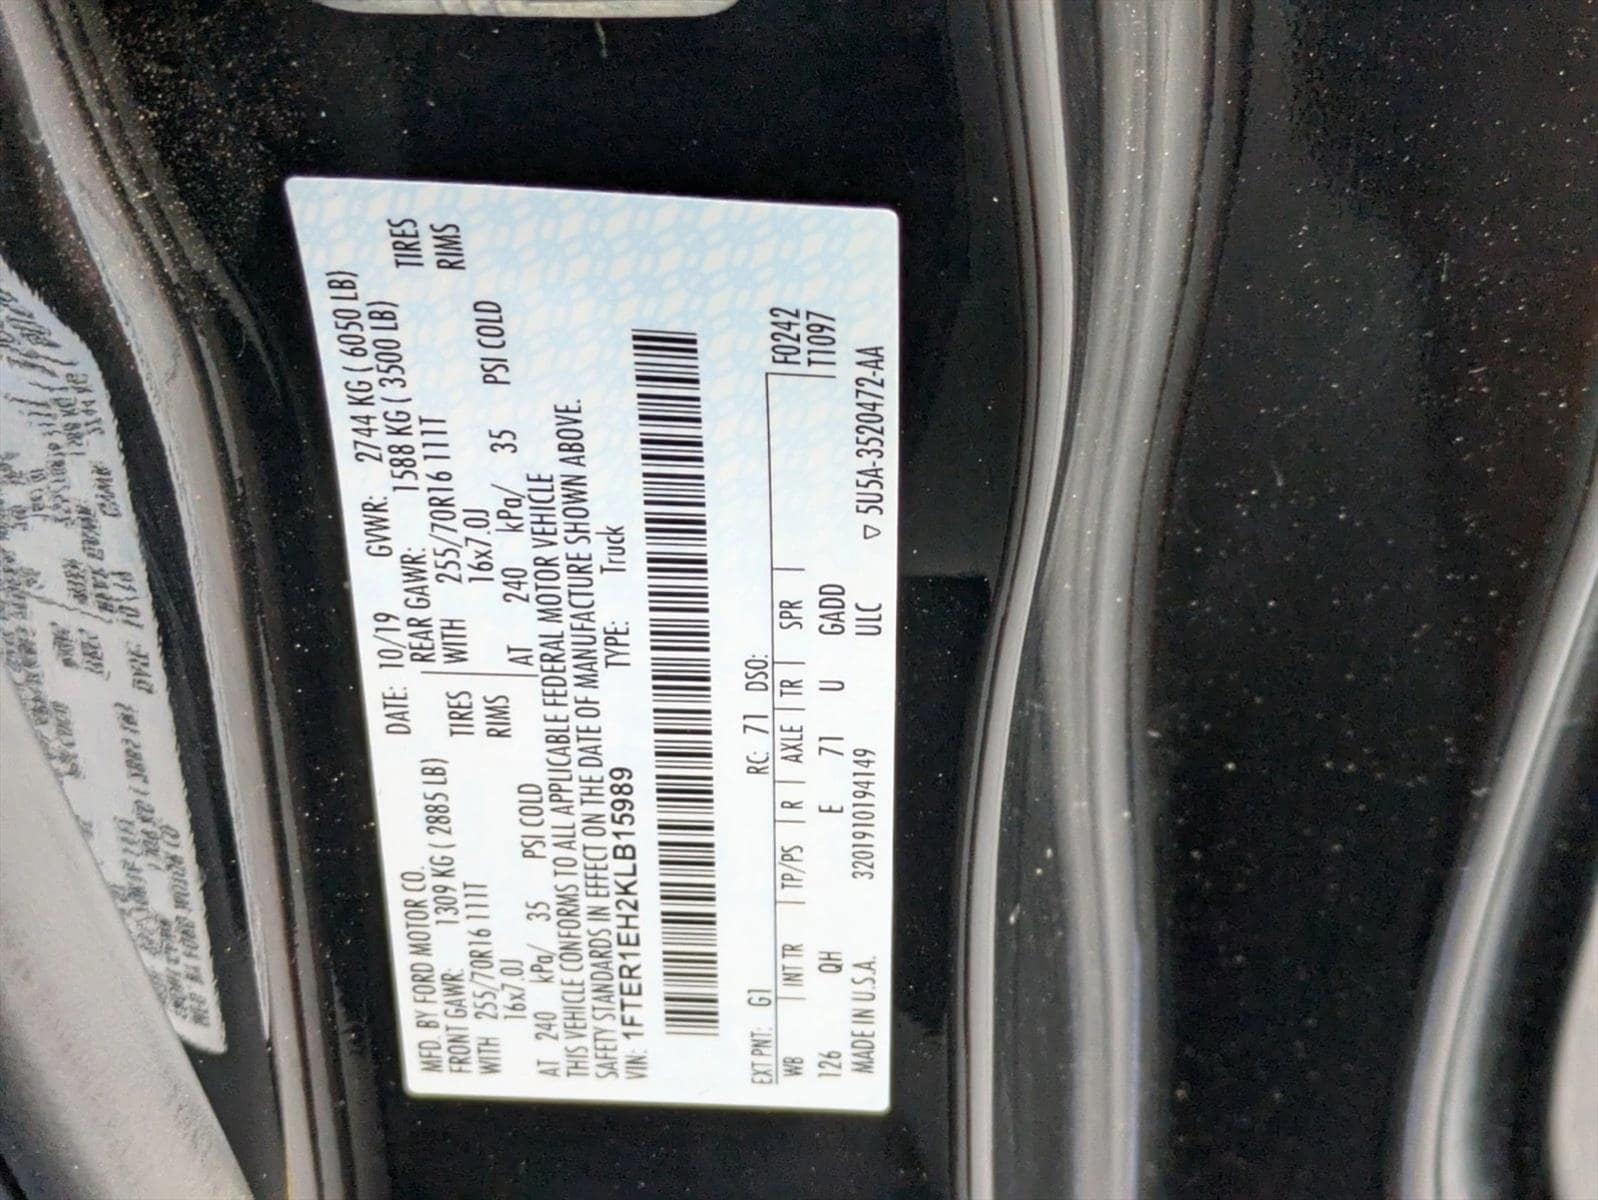 MFD. BY FORD MOTOR CO. DATE: 10/19 GVWR: 2744 KG ( 6050 LB)
FRONT GAWR: 1309 KG ( 2885 LB) REAR GAWR: 1588 KG ( 3500 LB)
WITH 255/70R16 111T TIRES WITH 255/70R16 111T TIRES
16x7.0J RIMS 16x7.0J RIMS
AT 240 kPa/ 35 PSI COLD AT 240 kPa/ 35 PSI COLD
THIS VEHICLE CONFORMS TO ALL APPLICABLE FEDERAL MOTOR VEHICLE
SAFETY STANDARDS IN EFFECT ON THE DATE OF MANUFACTURE SHOWN ABOVE.
VIN: 1FTER1EH2KLB15989 TYPE: Truck
EXT PNT: G1 RC: 71 DSO: F0242
WB INT TR TP/PS R AXLE TR SPR T1097
126 QH E 71 U GADD
MADE IN U.S.A. 3201910194149 ULC ▽ 5U5A-3520472-AA